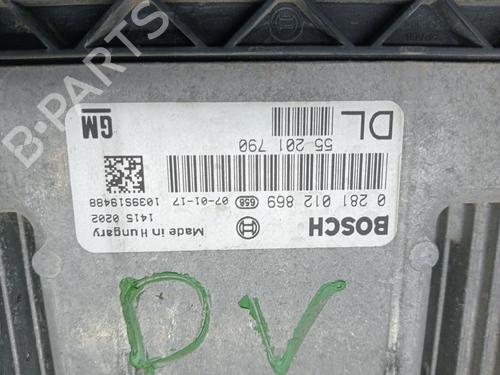 BOSCH
Made in Hungary
0 281 012 869 658 07-01-17
1415 0202
1039S19488
55 201 790
DL
GM
DV
B-PARTS